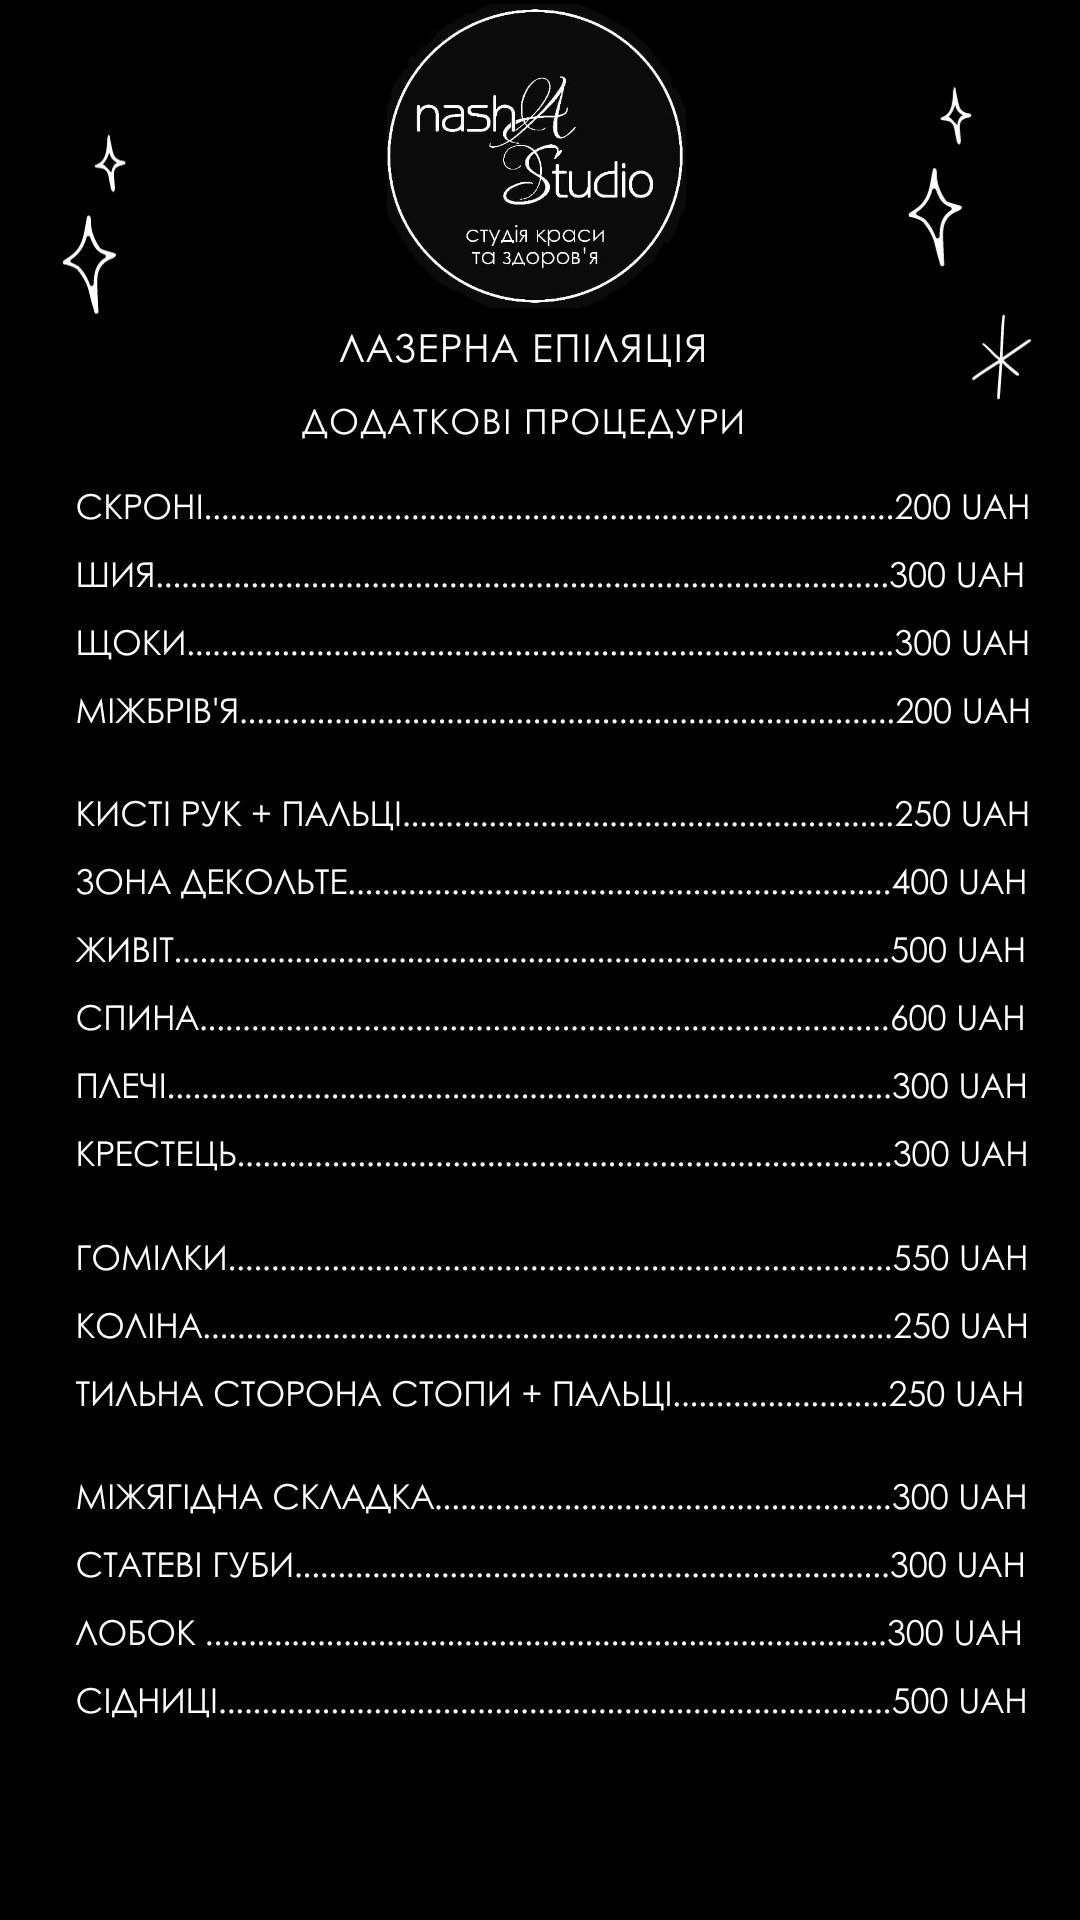 nashA
Studio
студія краси
та здоров'я
ЛАЗЕРНА ЕПІЛЯЦІЯ
ДОДАТКОВІ ПРОЦЕДУРИ
СКРОНІ................................................................................200 UAH
ШИЯ.....................................................................................300 UAH
ЩОКИ..................................................................................300 UAH
МІЖБРІВ'Я............................................................................200 UAH
КИСТІ РУК + ПАЛЬЦІ.........................................................250 UAH
ЗОНА ДЕКОЛЬТЕ...............................................................400 UAH
ЖИВІТ...................................................................................500 UAH
СПИНА................................................................................600 UAH
ПЛЕЧІ....................................................................................300 UAH
КРЕСТЕЦЬ............................................................................300 UAH
ГОМІЛКИ.............................................................................550 UAH
КОЛІНА................................................................................250 UAH
ТИЛЬНА СТОРОНА СТОПИ + ПАЛЬЦІ.........................250 UAH
МІЖЯГІДНА СКЛАДКА.....................................................300 UAH
СТАТЕВІ ГУБИ.....................................................................300 UAH
ЛОБОК ...............................................................................300 UAH
СІДНИЦІ..............................................................................500 UAH